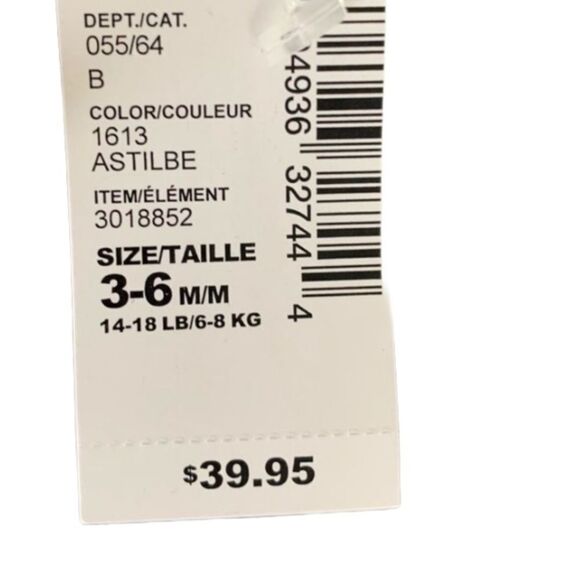 DEPT./CAT.
055/64
B
COLOR/COULEUR
1613
ASTILBE
ITEM/ÉLÉMENT
3018852
SIZE/TAILLE
3-6 M/M
14-18 LB/6-8 KG
4936 32744 4
$39.95